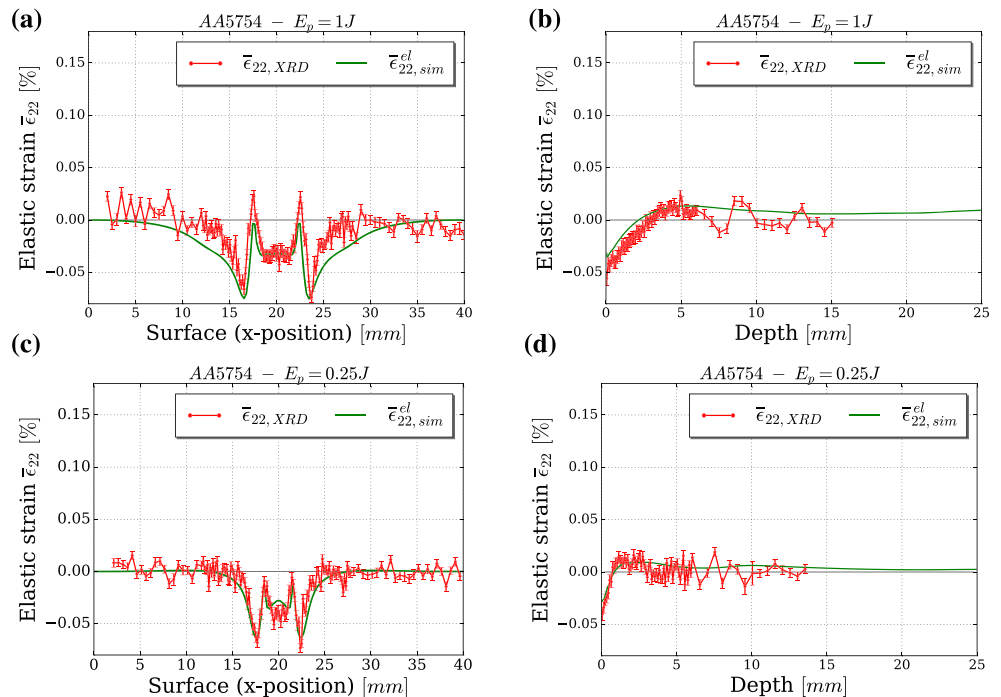 (a)
AA5754 − E_p = 1J
ε̄_22,XRD ε̄^el_22,sim
Elastic strain ε̄_22 [%]
0.15
0.10
0.05
0.00
−0.05
0 5 10 15 20 25 30 35 40
Surface (x-position) [mm]
(b)
AA5754 − E_p = 1J
ε̄_22,XRD ε̄^el_22,sim
Elastic strain ε̄_22 [%]
0.15
0.10
0.05
0.00
−0.05
0 5 10 15 20 25
Depth [mm]
(c)
AA5754 − E_p = 0.25J
ε̄_22,XRD ε̄^el_22,sim
Elastic strain ε̄_22 [%]
0.15
0.10
0.05
0.00
−0.05
0 5 10 15 20 25 30 35 40
Surface (x-position) [mm]
(d)
AA5754 − E_p = 0.25J
ε̄_22,XRD ε̄^el_22,sim
Elastic strain ε̄_22 [%]
0.15
0.10
0.05
0.00
−0.05
0 5 10 15 20 25
Depth [mm]